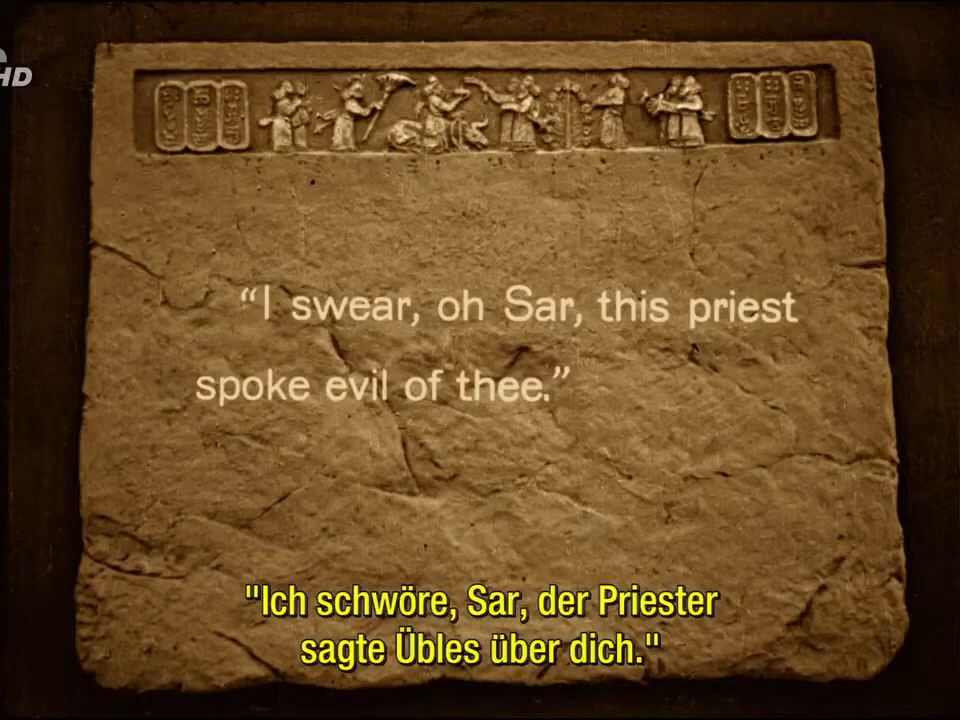 HD
“I swear, oh Sar, this priest
spoke evil of thee.”
"Ich schwöre, Sar, der Priester
sagte Übles über dich."